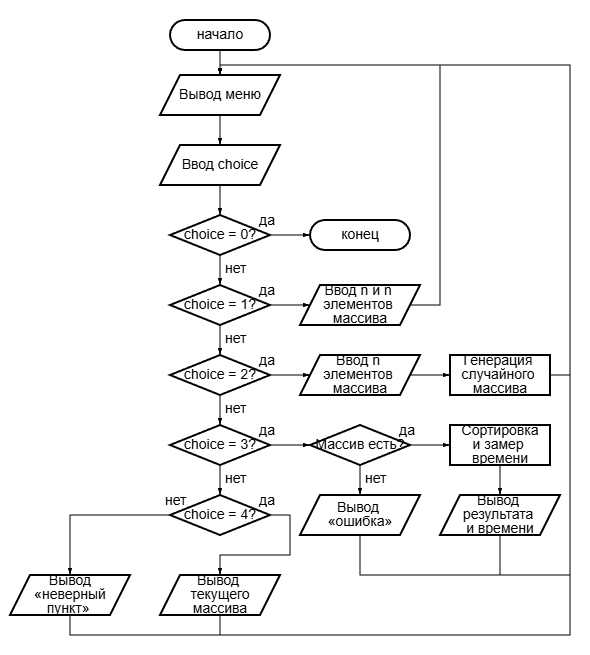 начало
Вывод меню
Ввод choice
choice = 0?
да
конец
нет
choice = 1?
да
Ввод n и n
элементов
массива
нет
choice = 2?
да
Ввод n
элементов
массива
Генерация
случайного
массива
нет
choice = 3?
да
Массив есть?
да
Сортировка
и замер
времени
нет
нет
нет
choice = 4?
да
Вывод
«ошибка»
Вывод
результата
и времени
Вывод
«неверный
пункт»
Вывод
текущего
массива